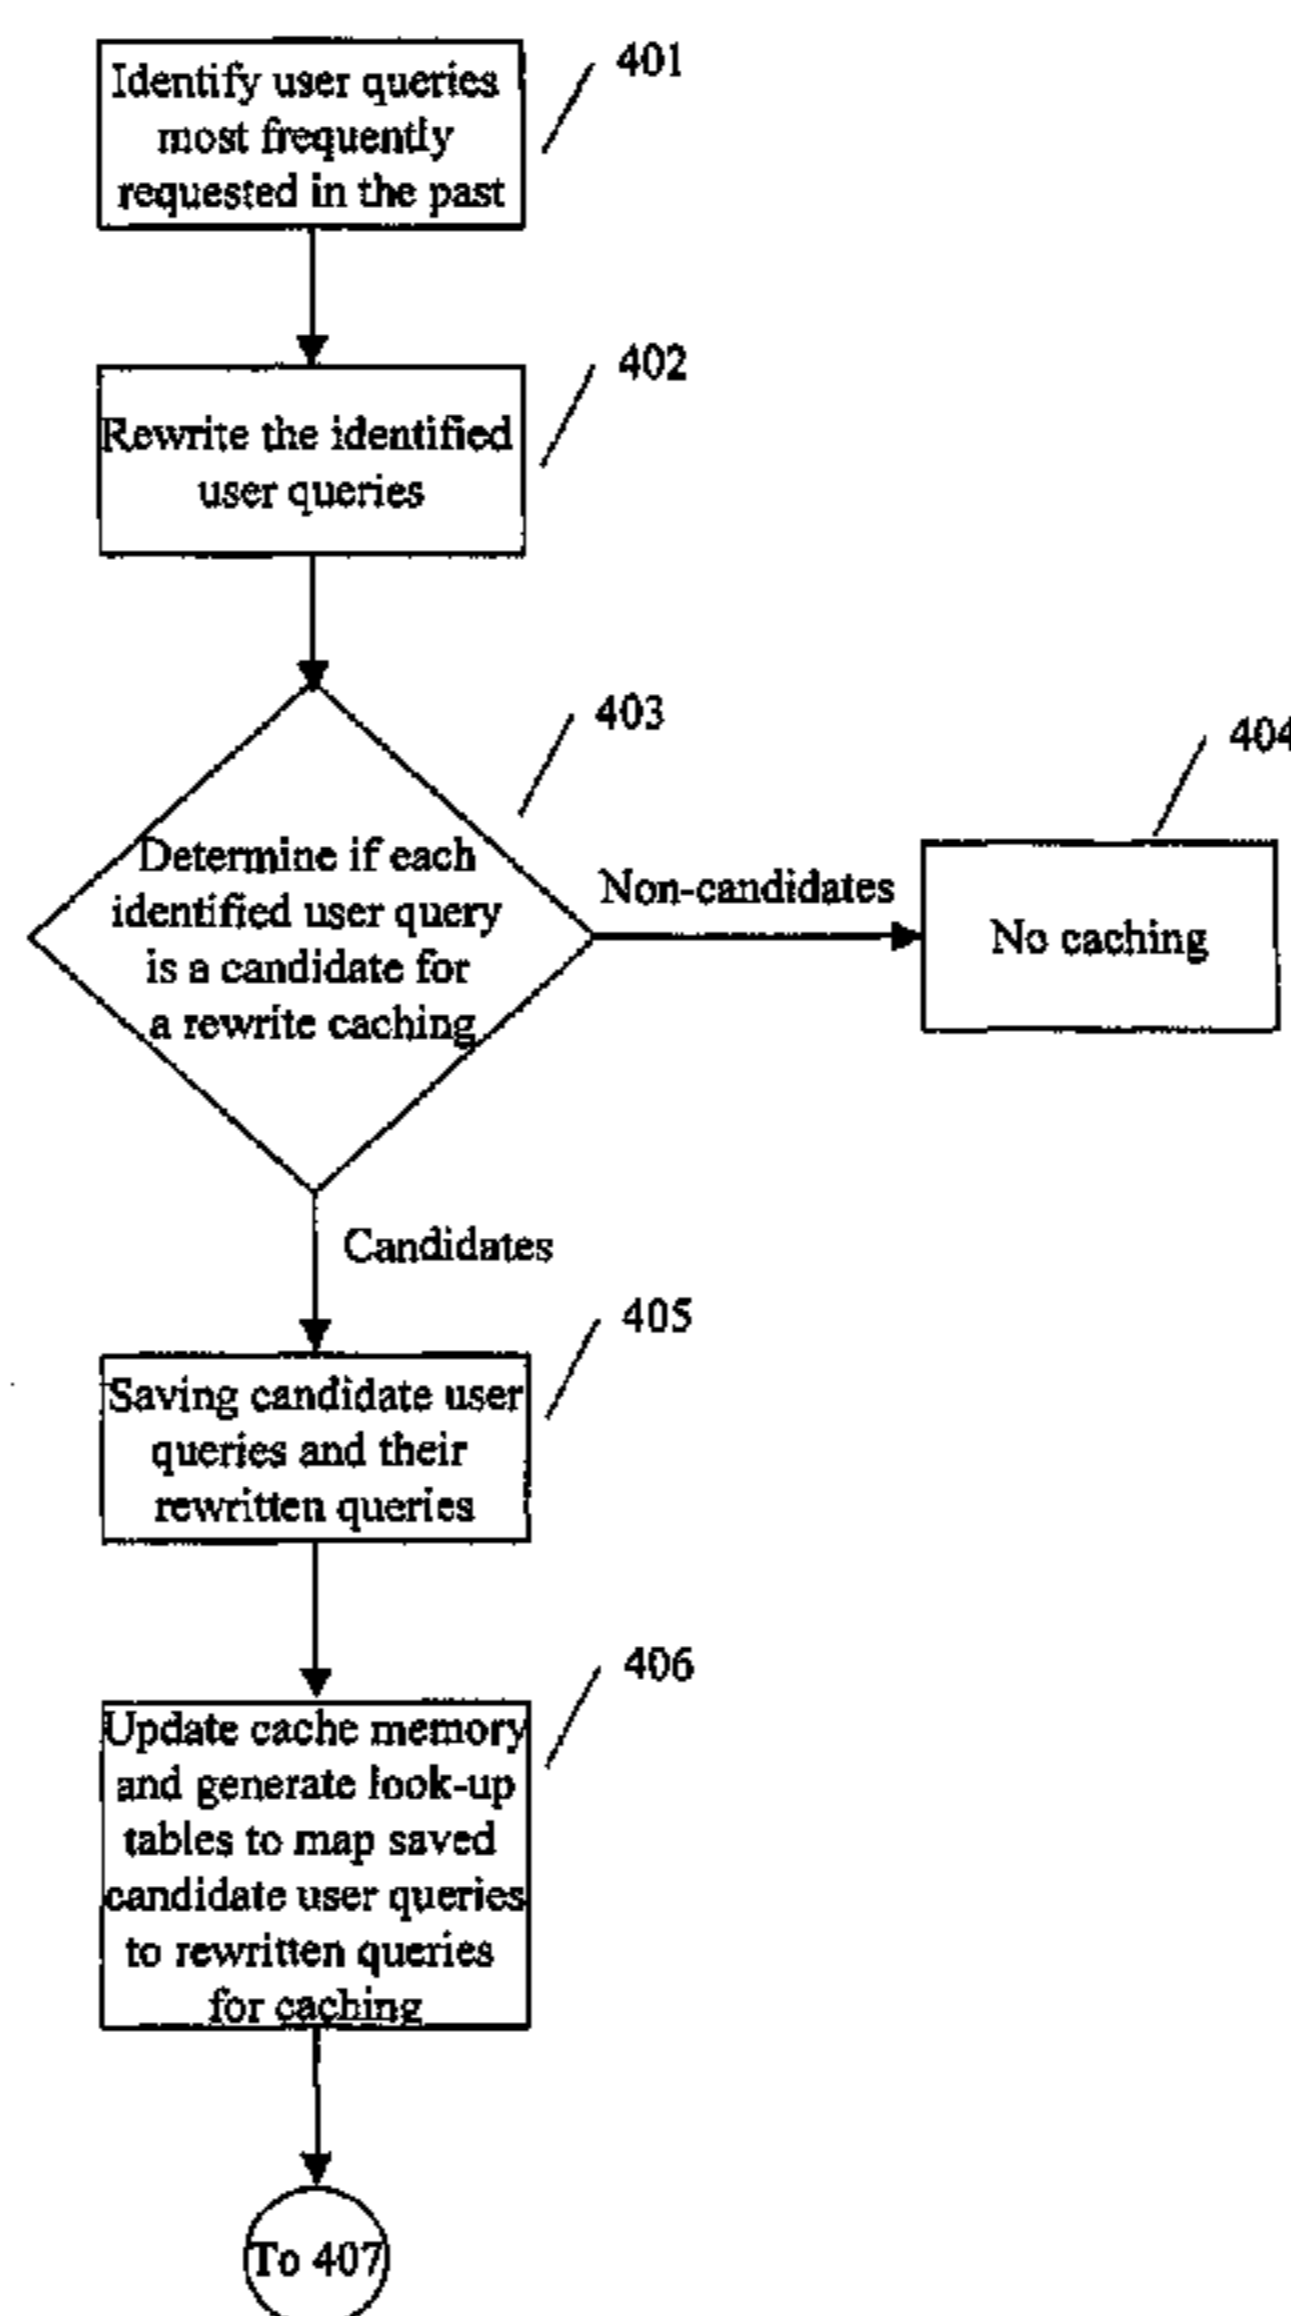 Identify user queries
most frequently
requested in the past
401
Rewrite the identified
user queries
402
Determine if each
identified user query
is a candidate for
a rewrite caching
403
Non-candidates
No caching
404
Candidates
Saving candidate user
queries and their
rewritten queries
405
Update cache memory
and generate look-up
tables to map saved
candidate user queries
to rewritten queries
for caching
406
To 407